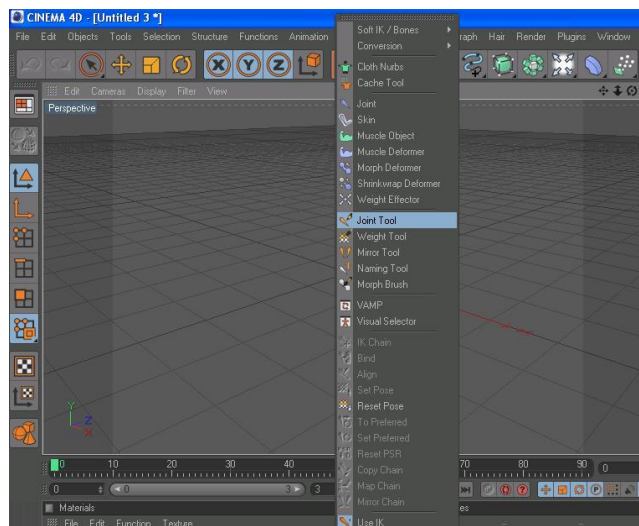 CINEMA 4D - [Untitled 3 *]
File Edit Objects Tools Selection Structure Functions Animation
Hair Render Plugins Window
Edit Cameras Display Filter View
Perspective
Soft IK / Bones
Conversion
Cloth Nurbs
Cache Tool
Joint
Skin
Muscle Object
Muscle Deformer
Morph Deformer
Shrinkwrap Deformer
Weight Effector
Joint Tool
Weight Tool
Mirror Tool
Naming Tool
Morph Brush
VAMP
Visual Selector
IK Chain
Bind
Align
Set Pose
Reset Pose
To Preferred
Set Preferred
Reset PSR
Copy Chain
Map Chain
Mirror Chain
Use IK
X Y Z
Y
Z
X
0 10 20 30 40 70 80 90 0
0 0 3 3
Materials
File Edit Function Texture